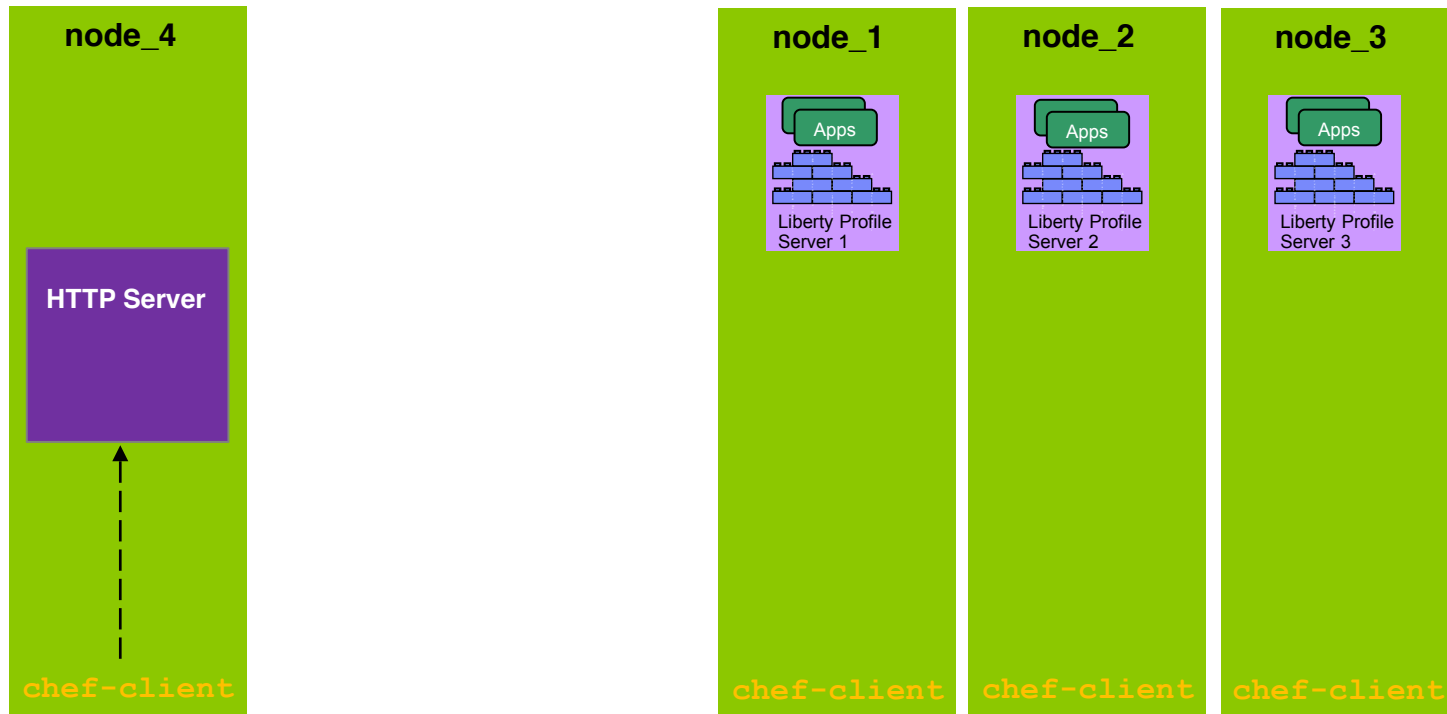 node_4
HTTP Server
chef-client
node_1
Apps
Liberty Profile
Server 1
chef-client
node_2
Apps
Liberty Profile
Server 2
chef-client
node_3
Apps
Liberty Profile
Server 3
chef-client